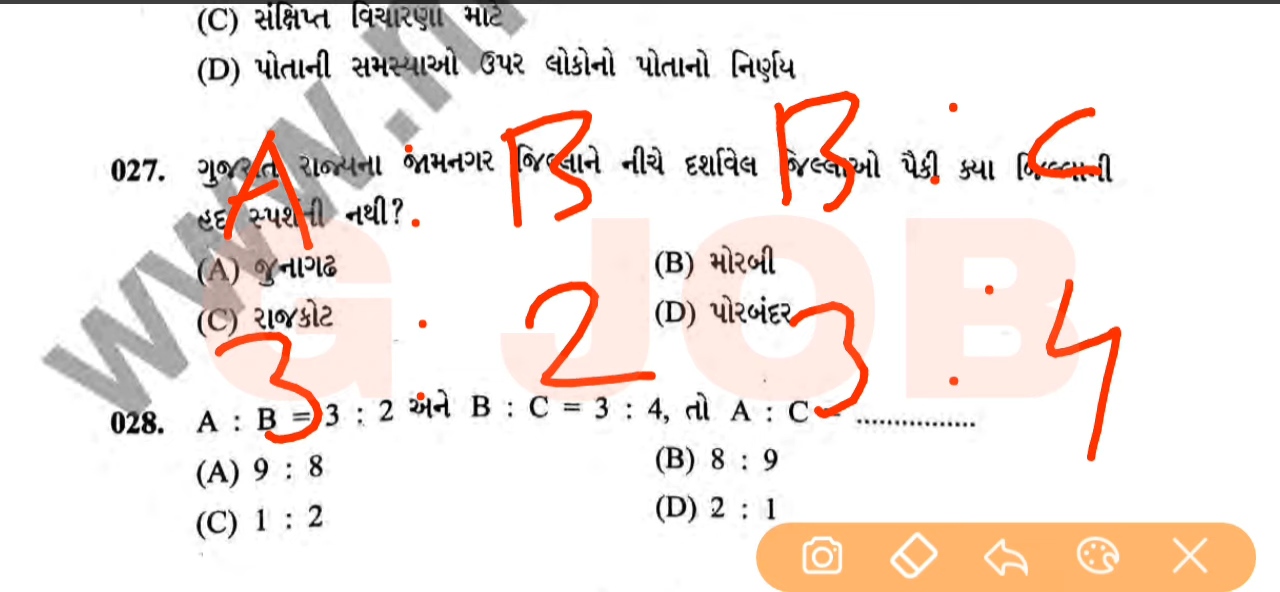 (C) સંક્ષિપ્ત વિચારણા માટે
(D) પોતાની સમસ્યાઓ ઉપર લોકોનો પોતાનો નિર્ણય
027. ગુજરાત રાજ્યના જામનગર જિલ્લાને નીચે દર્શાવેલ જિલ્લાઓ પૈકી ક્યા જિલ્લાની
હદ સ્પર્શતી નથી?
(A) જુનાગઢ (B) મોરબી
(C) રાજકોટ (D) પોરબંદર
A : B B : C
3 : 2 3 : 4
028. A : B = 3 : 2 અને B : C = 3 : 4, તો A : C = ...............
(A) 9 : 8 (B) 8 : 9
(C) 1 : 2 (D) 2 : 1
G JOB